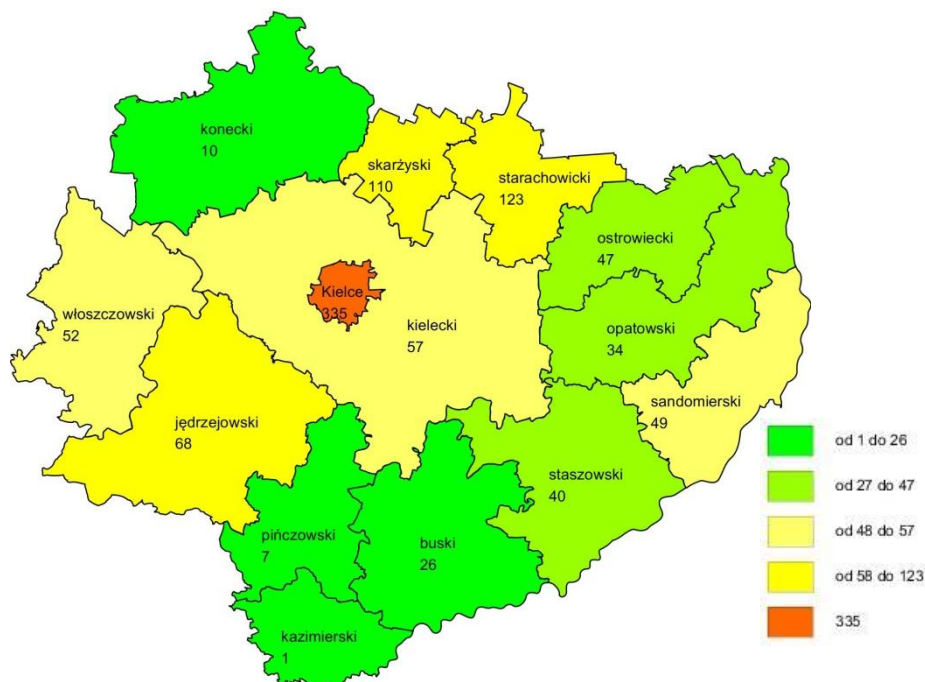 konecki
10
skarżyski
110
starachowicki
123
ostrowiecki
47
Kielce
335
włoszczowski
52
kielecki
57
opatowski
34
sandomierski
49
jędrzejowski
68
staszowski
40
pińczowski
7
buski
26
kazimierski
1
od 1 do 26
od 27 do 47
od 48 do 57
od 58 do 123
335